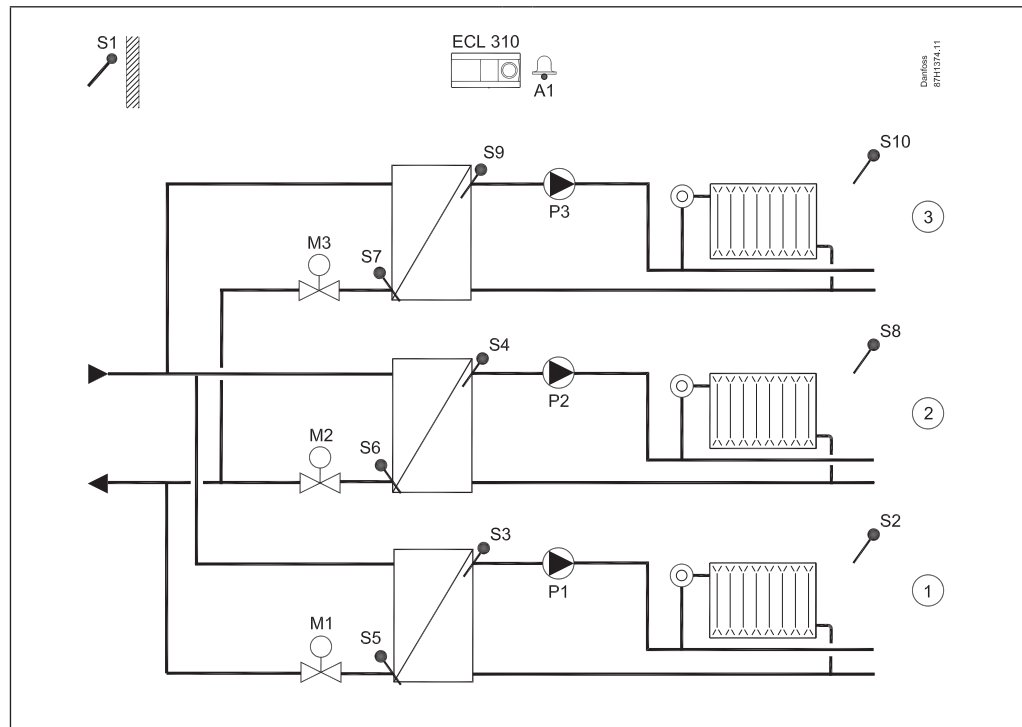 S1
ECL 310
A1
Danfoss
87H1374.11
S10
S9
P3
3
M3
S7
S8
S4
P2
2
M2
S6
S2
S3
P1
1
M1
S5